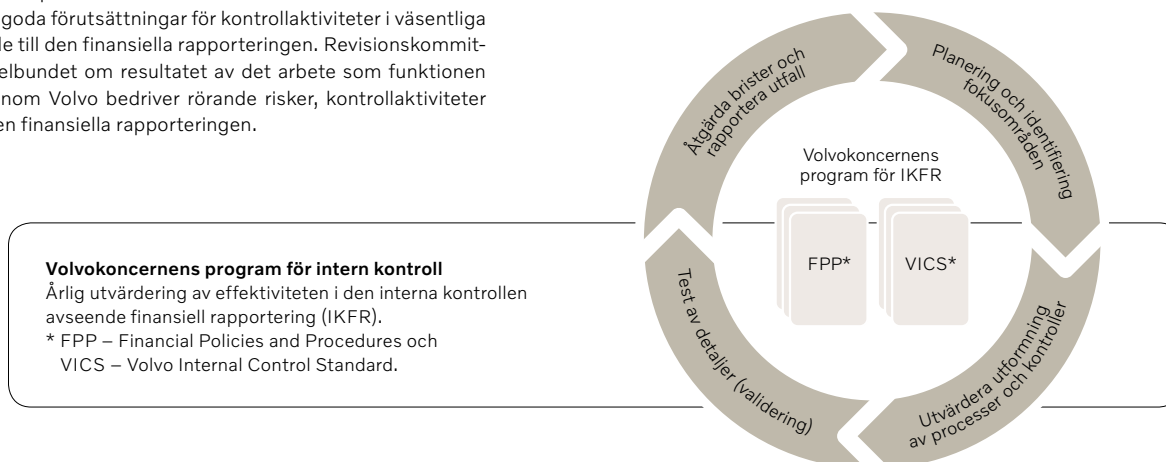 goda förutsättningar för kontrollaktiviteter i väsentliga
till den finansiella rapporteringen. Revisionskommit-
elbundet om resultatet av det arbete som funktionen
nom Volvo bedriver rörande risker, kontrollaktiviteter
en finansiella rapporteringen.
Volvokoncernens program för intern kontroll
Årlig utvärdering av effektiviteten i den interna kontrollen
avseende finansiell rapportering (IKFR).
* FPP – Financial Policies and Procedures och
VICS – Volvo Internal Control Standard.
Åtgärda brister och
rapportera utfall
Planering och identifiering
fokusområden
Volvokoncernens
program för IKFR
FPP*
VICS*
Test av detaljer (validering)
Utvärdera utformning
av processer och kontroller